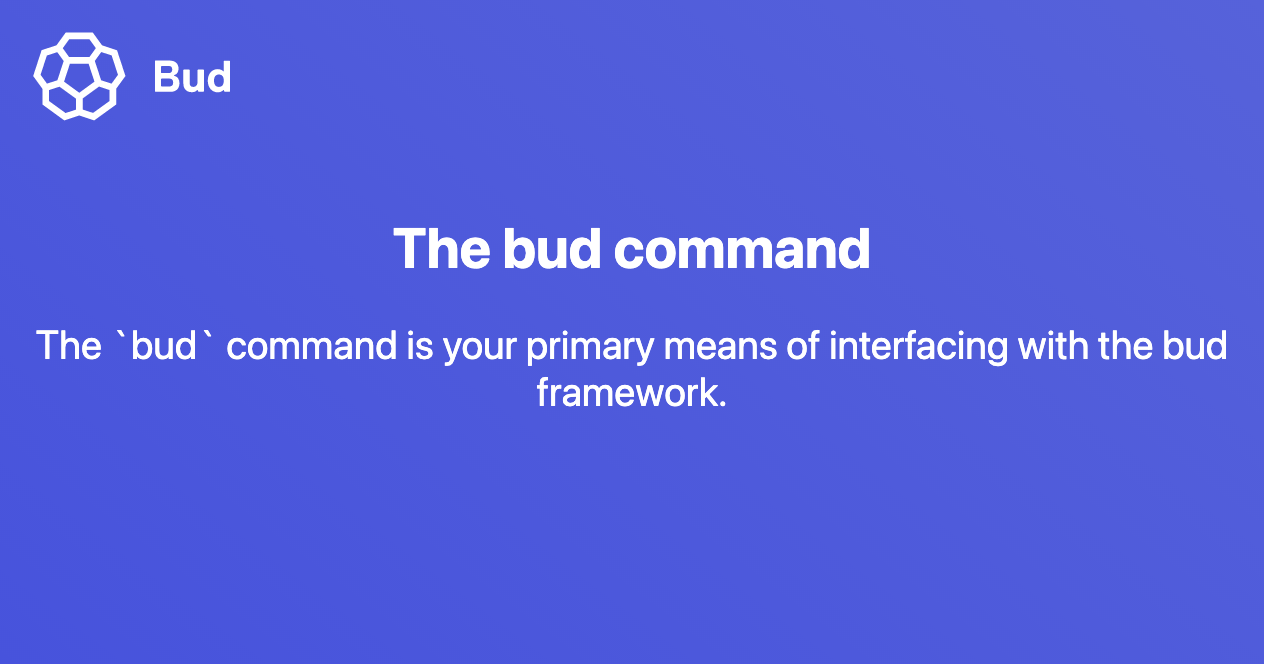 Bud
The bud command
The `bud` command is your primary means of interfacing with the bud
framework.